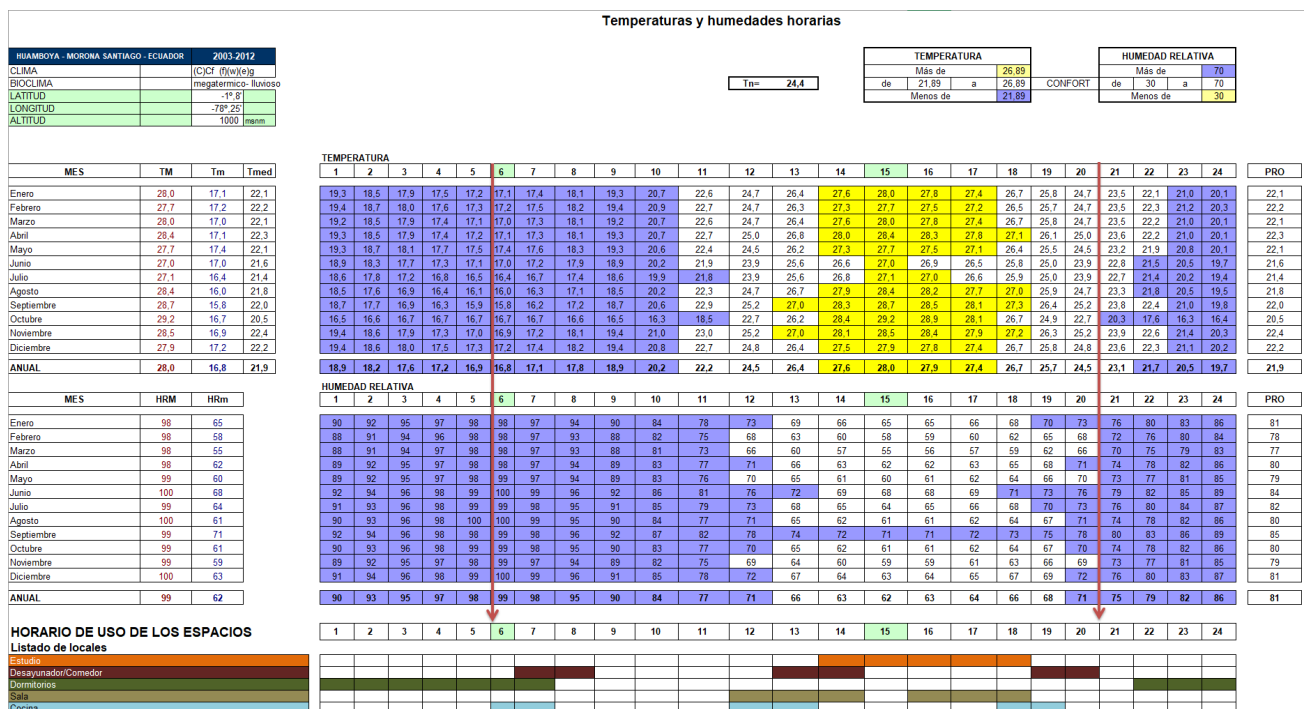 Temperaturas y humedades horarias
HUAMBOYA - MORONA SANTIAGO - ECUADOR 2003-2012
CLIMA (C)Cf (f)(w)(e)g
BIOCLIMA megatermico- lluvioso
LATITUD -1º,8'
LONGITUD -78º,25'
ALTITUD 1000 msnm
Tn= 24,4
TEMPERATURA
Más de 26,89
de 21,89 a 26,89
Menos de 21,89
CONFORT
HUMEDAD RELATIVA
Más de 70
de 30 a 70
Menos de 30
TEMPERATURA
MES TM Tm Tmed 1 2 3 4 5 6 7 8 9 10 11 12 13 14 15 16 17 18 19 20 21 22 23 24 PRO
Enero 28,0 17,1 22,1 19,3 18,5 17,9 17,5 17,2 17,1 17,4 18,1 19,3 20,7 22,6 24,7 26,4 27,6 28,0 27,8 27,4 26,7 25,8 24,7 23,5 22,1 21,0 20,1 22,1
Febrero 27,7 17,2 22,2 19,4 18,7 18,0 17,6 17,3 17,2 17,5 18,2 19,4 20,9 22,7 24,7 26,3 27,3 27,7 27,5 27,2 26,5 25,7 24,7 23,5 22,3 21,2 20,3 22,2
Marzo 28,0 17,0 22,1 19,2 18,5 17,9 17,4 17,1 17,0 17,3 18,1 19,2 20,7 22,6 24,7 26,4 27,6 28,0 27,8 27,4 26,7 25,8 24,7 23,5 22,2 21,0 20,1 22,1
Abril 28,4 17,1 22,3 19,3 18,5 17,9 17,4 17,2 17,1 17,3 18,1 19,3 20,8 22,7 25,0 26,8 28,0 28,4 28,3 27,8 27,1 26,1 25,0 23,6 22,2 21,0 20,1 22,3
Mayo 27,7 17,4 22,1 19,3 18,7 18,1 17,7 17,5 17,4 17,6 18,3 19,3 20,6 22,4 24,5 26,2 27,3 27,7 27,5 27,1 26,4 25,5 24,5 23,2 21,9 20,8 20,1 22,1
Junio 27,0 17,0 21,6 18,9 18,3 17,7 17,3 17,1 17,0 17,2 17,9 18,9 20,2 21,9 23,9 25,6 26,6 27,0 26,9 26,5 25,8 25,0 23,9 22,8 21,5 20,5 19,7 21,6
Julio 27,1 16,4 21,4 18,6 17,8 17,2 16,8 16,5 16,4 16,7 17,4 18,6 19,9 21,8 23,9 25,6 26,8 27,1 27,0 26,6 25,9 25,0 23,9 22,7 21,4 20,2 19,4 21,4
Agosto 28,4 16,0 21,8 18,5 17,6 16,9 16,4 16,1 16,0 16,3 17,1 18,5 20,2 22,3 24,7 26,7 27,9 28,4 28,2 27,7 27,0 25,9 24,7 23,3 21,8 20,5 19,5 21,8
Septiembre 28,7 15,8 22,0 18,7 17,7 16,9 16,3 15,9 15,8 16,2 17,2 18,7 20,6 22,9 25,2 27,0 28,3 28,7 28,5 28,1 27,3 26,4 25,2 23,8 22,4 21,0 19,8 22,0
Octubre 29,2 16,7 20,5 16,5 16,6 16,7 16,7 16,7 16,7 16,7 16,6 16,5 16,3 18,5 22,7 26,2 28,4 29,2 28,9 28,1 26,7 24,9 22,7 20,3 17,6 16,3 16,4 20,5
Noviembre 28,5 16,9 22,4 19,4 18,6 17,9 17,3 17,0 16,9 17,2 18,1 19,4 21,0 23,0 25,2 27,0 28,1 28,5 28,4 27,9 27,2 26,3 25,2 23,9 22,6 21,4 20,3 22,4
Diciembre 27,9 17,2 22,2 19,4 18,6 18,0 17,5 17,3 17,2 17,4 18,2 19,4 20,8 22,7 24,8 26,4 27,5 27,9 27,8 27,4 26,7 25,8 24,8 23,6 22,3 21,1 20,2 22,2
ANUAL 28,0 16,8 21,9 18,9 18,2 17,6 17,2 16,9 16,8 17,1 17,8 18,9 20,2 22,2 24,5 26,4 27,6 28,0 27,9 27,4 26,7 25,7 24,5 23,1 21,7 20,5 19,7 21,9
HUMEDAD RELATIVA
MES HRM HRm 1 2 3 4 5 6 7 8 9 10 11 12 13 14 15 16 17 18 19 20 21 22 23 24 PRO
Enero 98 65 90 92 95 97 98 98 97 94 90 84 78 73 69 66 65 65 66 68 70 73 76 80 83 86 81
Febrero 98 58 88 91 94 96 98 98 97 93 88 82 75 68 63 60 58 59 60 62 65 68 72 76 80 84 78
Marzo 98 55 88 91 94 97 98 98 97 93 88 81 73 66 60 57 55 56 57 59 62 66 70 75 79 83 77
Abril 98 62 89 92 95 97 98 98 97 94 89 83 77 71 66 63 62 62 63 65 68 71 74 78 82 86 80
Mayo 99 60 89 92 95 97 98 99 97 94 89 83 76 70 65 61 60 61 62 64 66 70 73 77 81 85 79
Junio 100 68 92 94 96 98 99 100 99 96 92 86 81 76 72 69 68 68 69 71 73 76 79 82 85 89 84
Julio 99 64 91 93 96 98 99 99 98 95 91 85 79 73 68 65 64 65 66 68 70 73 76 80 84 87 82
Agosto 100 61 90 93 96 98 100 100 99 95 90 84 77 71 65 62 61 61 62 64 67 71 74 78 82 86 80
Septiembre 99 71 92 94 96 98 98 99 98 96 92 87 82 78 74 72 71 71 72 73 75 78 80 83 86 89 85
Octubre 99 61 90 93 96 98 99 99 98 95 90 83 77 70 65 62 61 61 62 64 67 70 74 78 82 86 80
Noviembre 99 59 89 92 95 97 98 99 97 94 89 82 75 69 64 60 59 59 61 63 66 69 73 77 81 85 79
Diciembre 100 63 91 94 96 98 99 100 99 96 91 85 78 72 67 64 63 64 65 67 69 72 76 80 83 87 81
ANUAL 99 62 90 93 95 97 98 99 98 95 90 84 77 71 66 63 62 63 64 66 68 71 75 79 82 86 81
HORARIO DE USO DE LOS ESPACIOS 1 2 3 4 5 6 7 8 9 10 11 12 13 14 15 16 17 18 19 20 21 22 23 24
Listado de locales
Estudio
Desayunador/Comedor
Dormitorios
Sala
Cocina